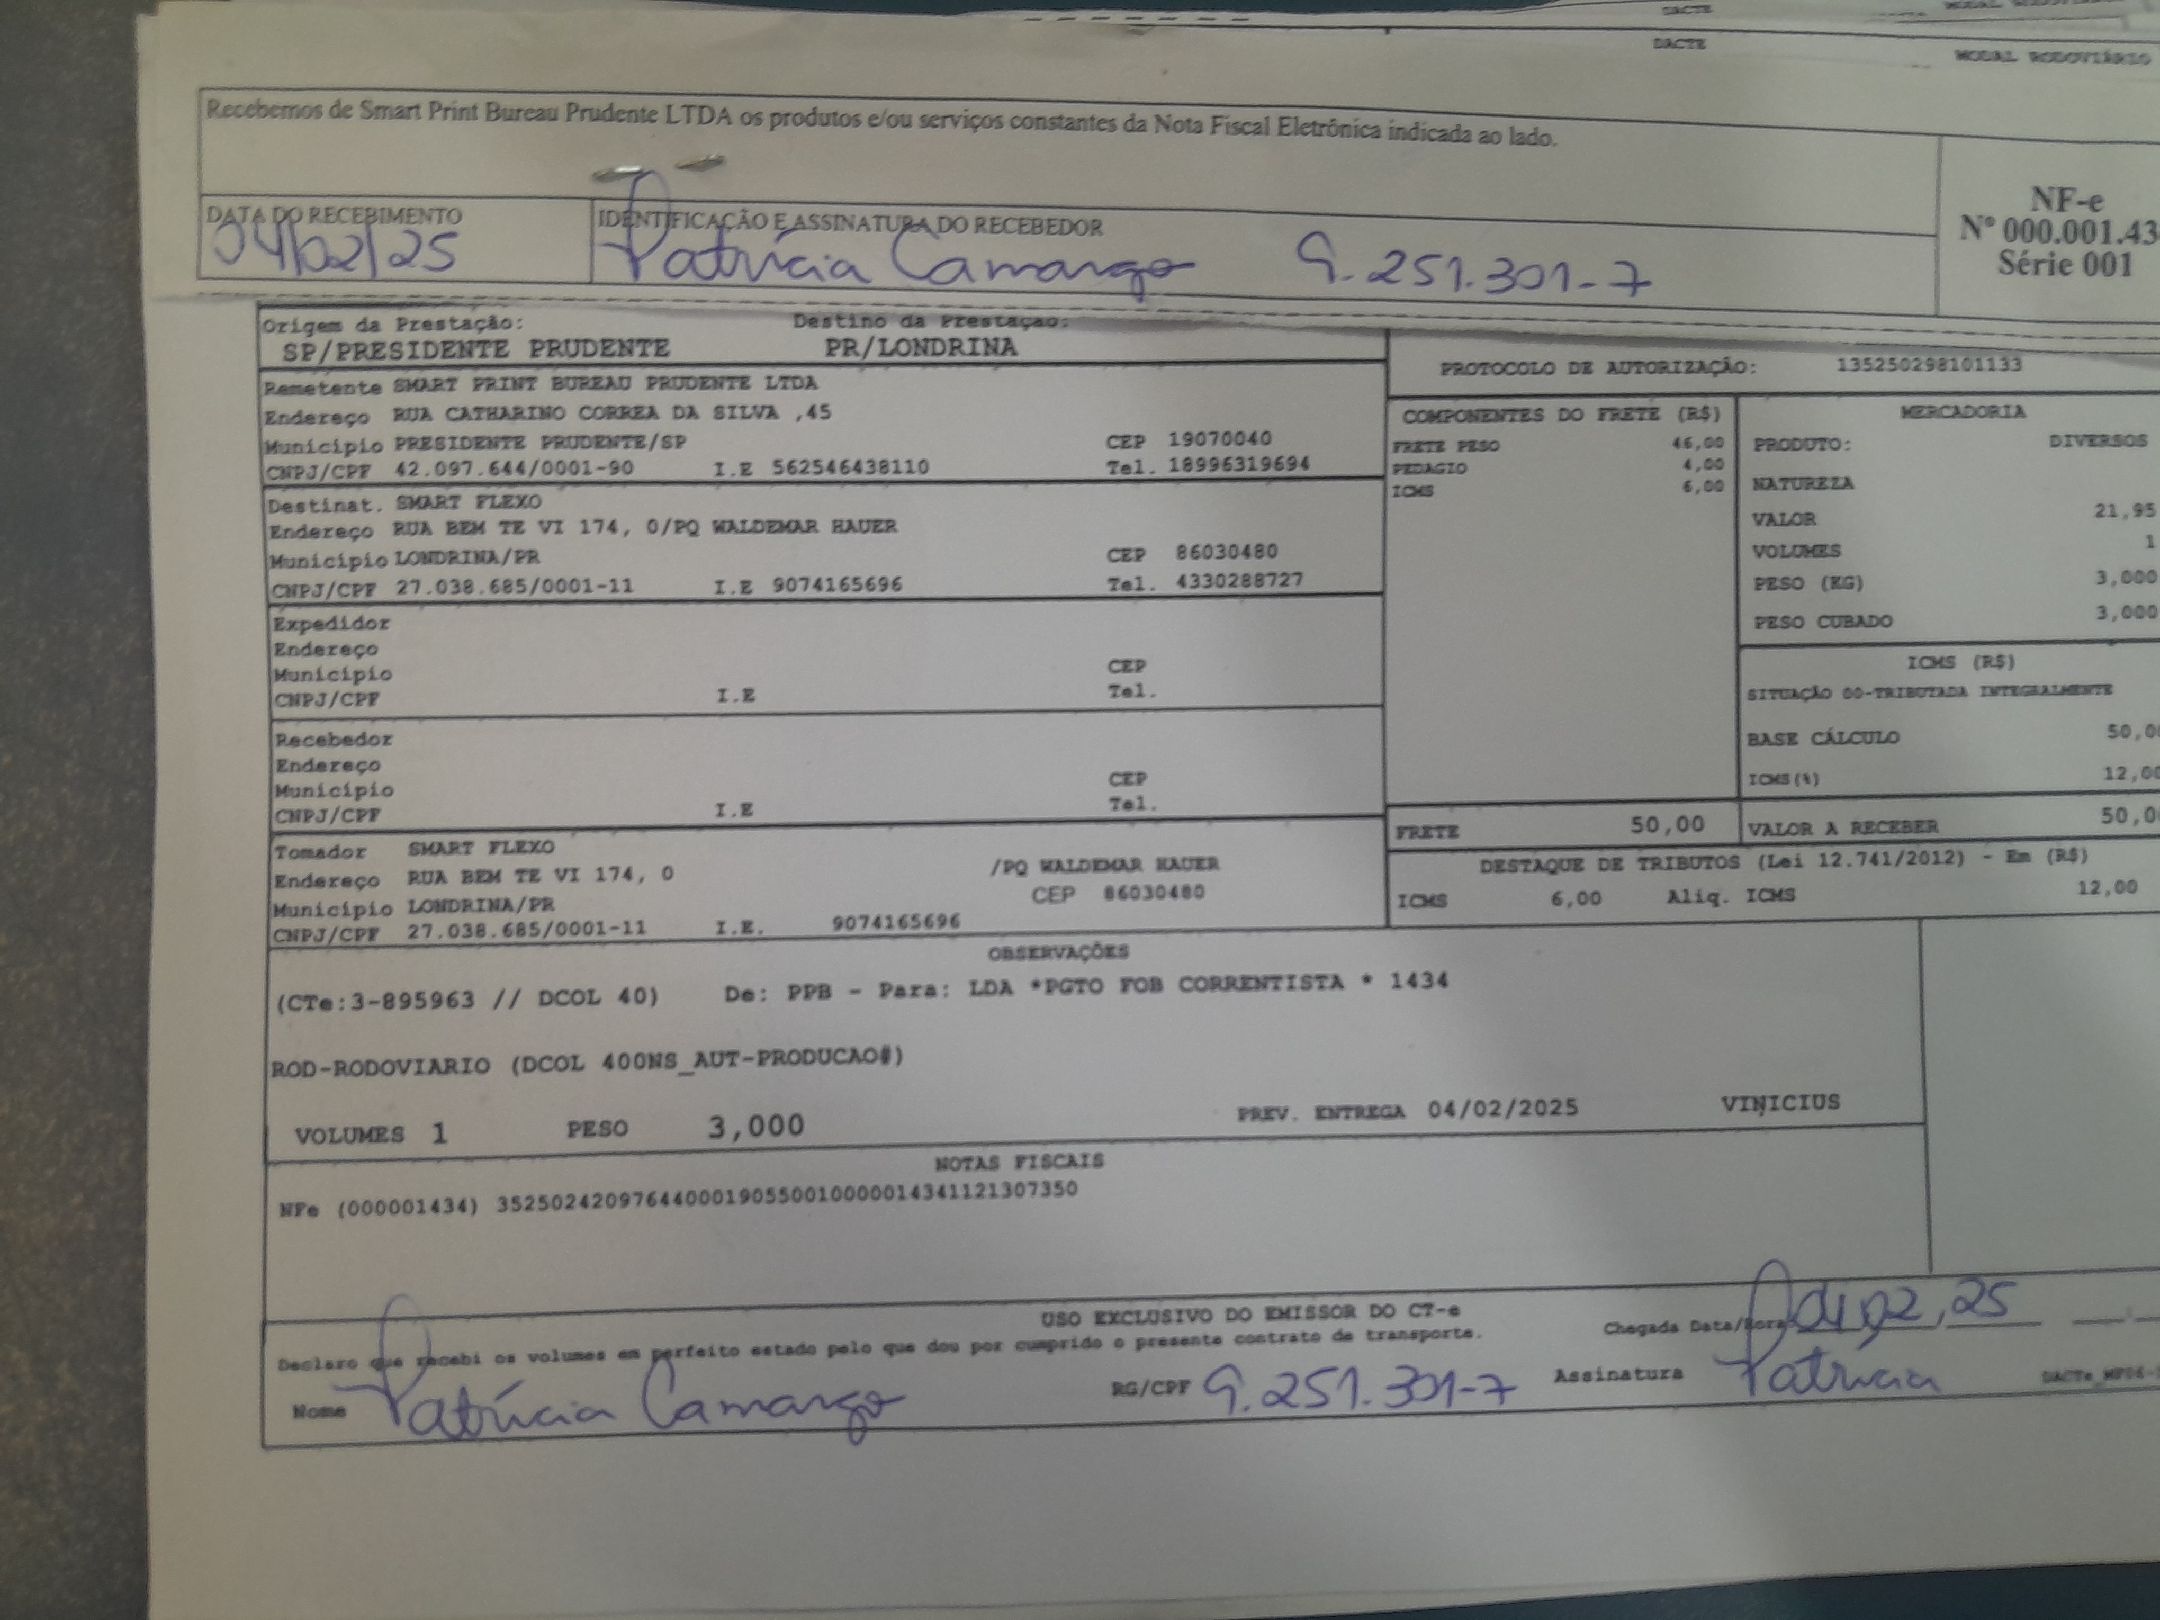 DACTE
DACTE MODAL RODOVIÁRIO
Recebemos de Smart Print Bureau Prudente LTDA os produtos e/ou serviços constantes da Nota Fiscal Eletrônica indicada ao lado.
DATA DO RECEBIMENTO IDENTIFICAÇÃO E ASSINATURA DO RECEBEDOR
04/02/25 Patrícia Camargo 9.251.301-7
NF-e
Nº 000.001.43
Série 001
Origem da Prestação: Destino da Prestação:
SP/PRESIDENTE PRUDENTE PR/LONDRINA
Remetente SMART PRINT BUREAU PRUDENTE LTDA
Endereço RUA CATHARINO CORREA DA SILVA ,45
Município PRESIDENTE PRUDENTE/SP CEP 19070040
CNPJ/CPF 42.097.644/0001-90 I.E 562546438110 Tel. 18996319694
Destinat. SMART FLEXO
Endereço RUA BEM TE VI 174, 0/PQ WALDEMAR HAUER
Município LONDRINA/PR CEP 86030480
CNPJ/CPF 27.038.685/0001-11 I.E 9074165696 Tel. 4330288727
Expedidor
Endereço
Município CEP
CNPJ/CPF I.E Tel.
Recebedor
Endereço
Município CEP
CNPJ/CPF I.E Tel.
Tomador SMART FLEXO
Endereço RUA BEM TE VI 174, 0 /PQ WALDEMAR HAUER
Município LONDRINA/PR CEP 86030480
CNPJ/CPF 27.038.685/0001-11 I.E. 9074165696
PROTOCOLO DE AUTORIZAÇÃO: 135250298101133
COMPONENTES DO FRETE (R$)
FRETE PESO 46,00
PEDAGIO 4,00
ICMS 6,00
MERCADORIA
PRODUTO: DIVERSOS
NATUREZA
VALOR 21,95
VOLUMES 1
PESO (KG) 3,000
PESO CUBADO 3,000
ICMS (R$)
SITUAÇÃO 00-TRIBUTADA INTEGRALMENTE
BASE CÁLCULO 50,00
ICMS(%) 12,00
FRETE 50,00 VALOR A RECEBER 50,00
DESTAQUE DE TRIBUTOS (Lei 12.741/2012) - Em (R$)
ICMS 6,00 Aliq. ICMS 12,00
OBSERVAÇÕES
(CTe:3-895963 // DCOL 40) De: PPB - Para: LDA *PGTO FOB CORRENTISTA * 1434
ROD-RODOVIARIO (DCOL 400NS_AUT-PRODUCAO#)
VOLUMES 1 PESO 3,000 PREV. ENTREGA 04/02/2025 VINICIUS
NOTAS FISCAIS
NFe (000001434) 35250242097644000190550010000014341121307350
USO EXCLUSIVO DO EMISSOR DO CT-e
Declaro que recebi os volumes em perfeito estado pelo que dou por cumprido o presente contrato de transporte.
Chegada Data/Hora 04,02,25
Nome Patrícia Camargo RG/CPF 9.251.301-7 Assinatura Patrícia